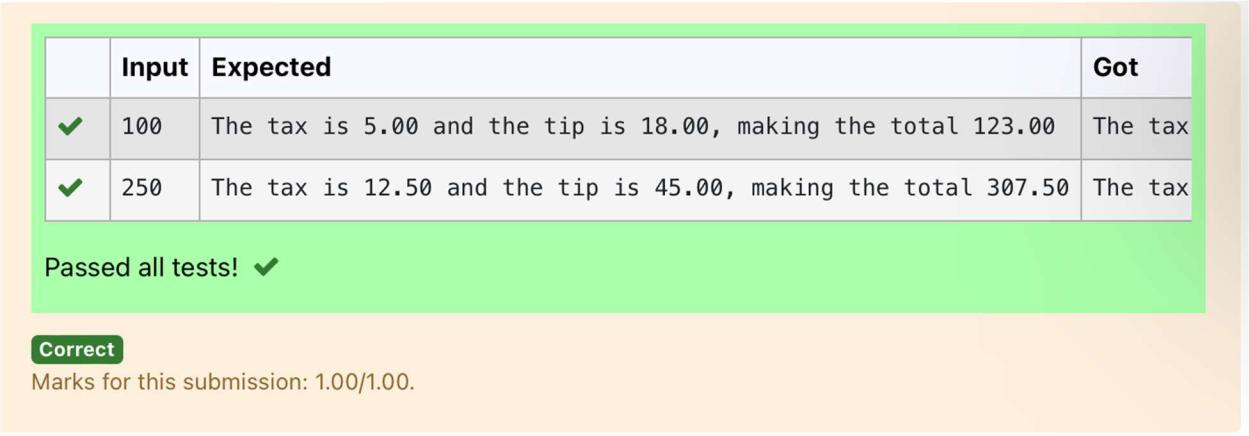 Input Expected Got
100 The tax is 5.00 and the tip is 18.00, making the total 123.00 The tax
250 The tax is 12.50 and the tip is 45.00, making the total 307.50 The tax
Passed all tests!
Correct
Marks for this submission: 1.00/1.00.